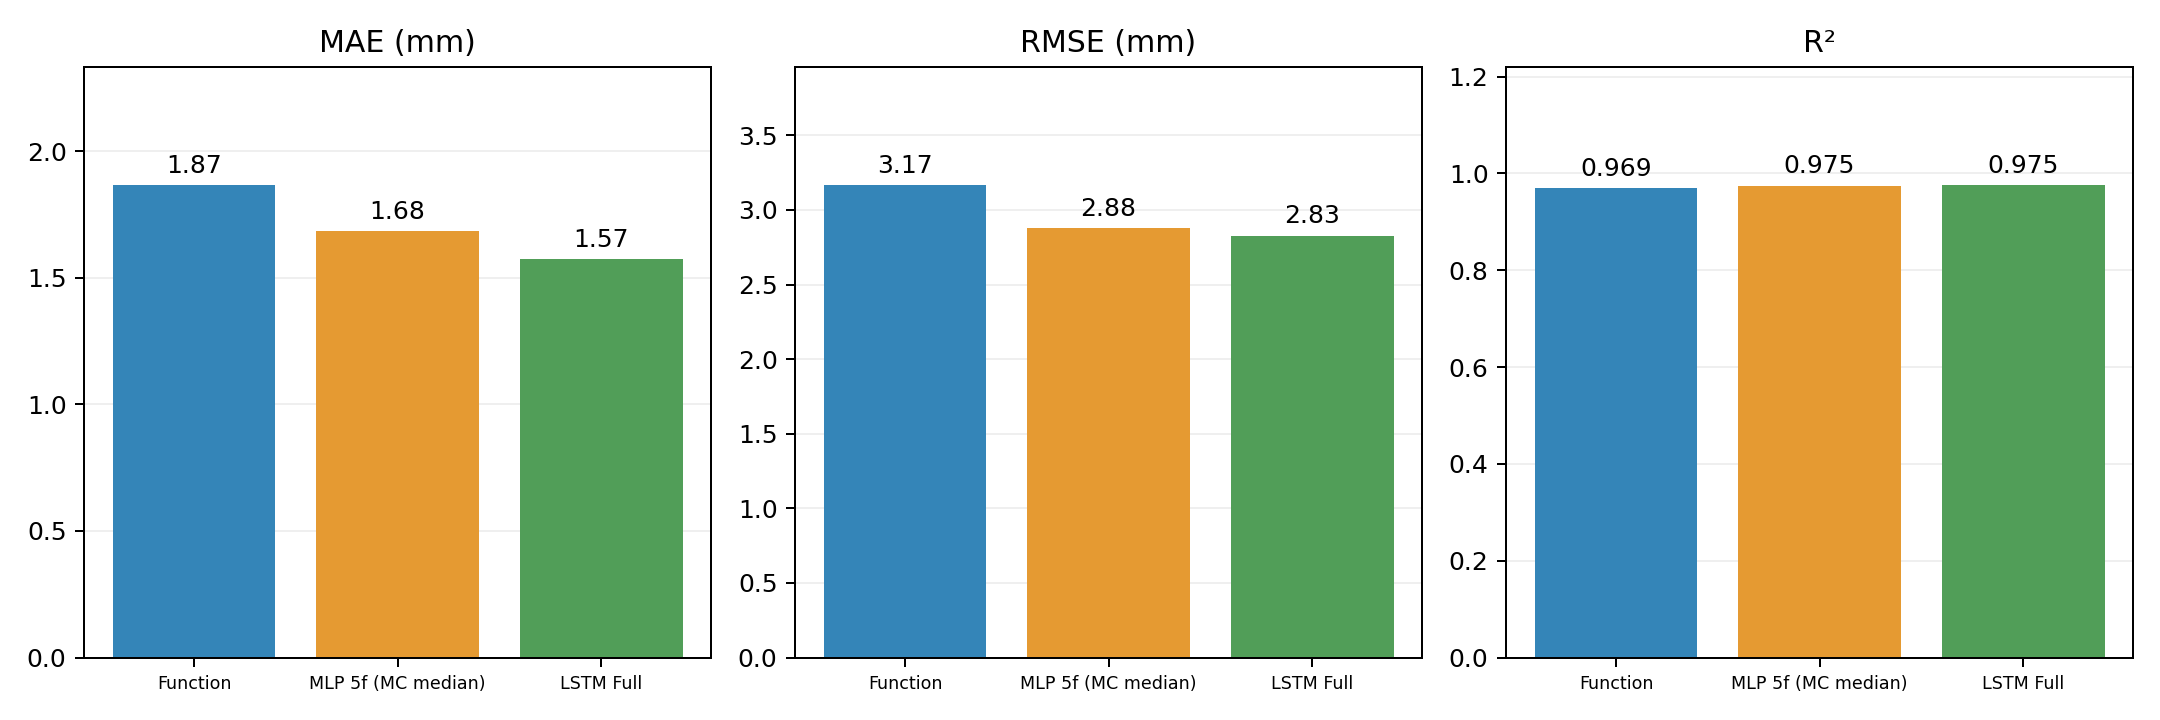 MAE (mm)
2.0
1.5
1.0
0.5
0.0
1.87
1.68
1.57
Function
MLP 5f (MC median)
LSTM Full
RMSE (mm)
3.5
3.0
2.5
2.0
1.5
1.0
0.5
0.0
3.17
2.88
2.83
Function
MLP 5f (MC median)
LSTM Full
R²
1.2
1.0
0.8
0.6
0.4
0.2
0.0
0.969
0.975
0.975
Function
MLP 5f (MC median)
LSTM Full